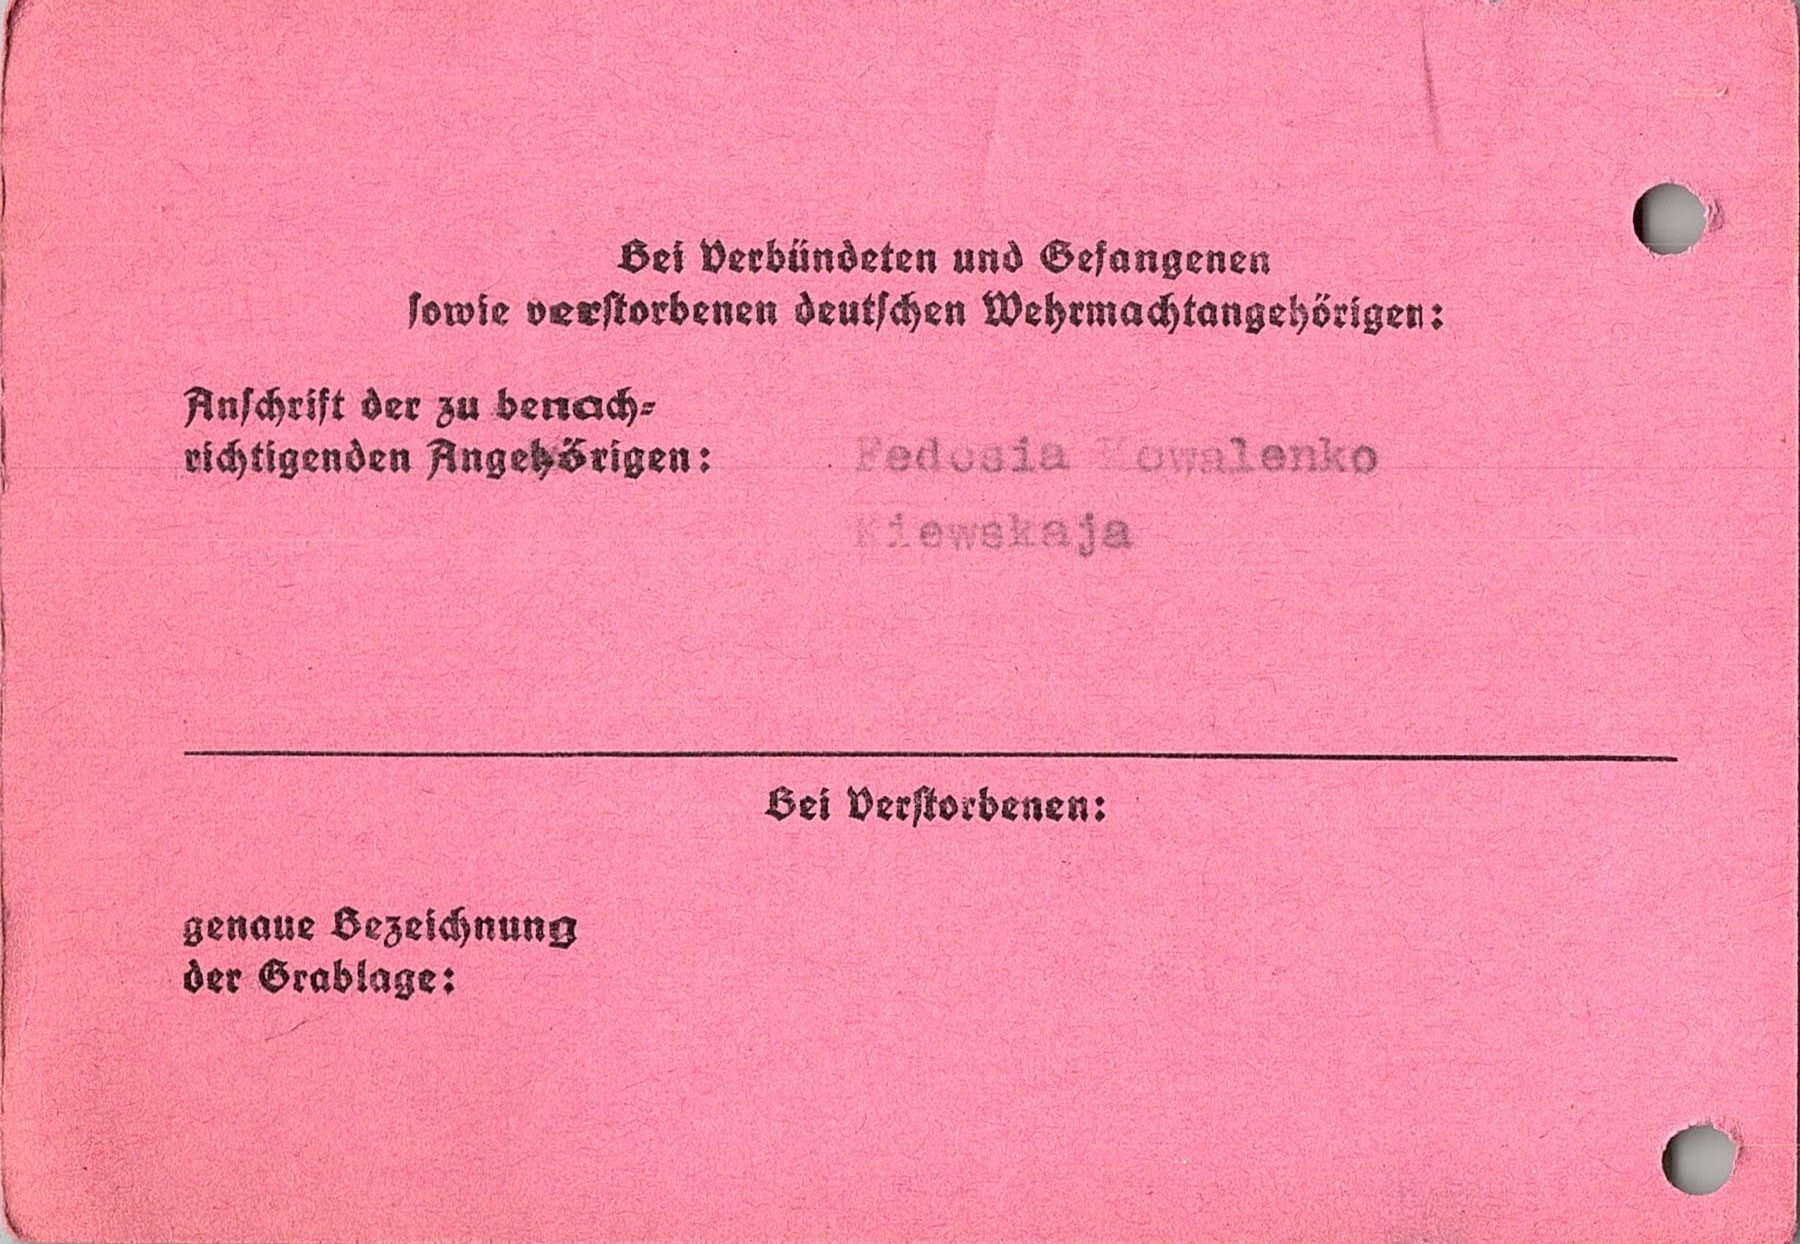 Bei Verbündeten und Gefangenen
sowie verstorbenen deutschen Wehrmachtangehörigen:
Anschrift der zu benach-
richtigenden Angehörigen: Fedosia Kowalenko
Kiewskaja
Bei Verstorbenen:
genaue Bezeichnung
der Grablage: